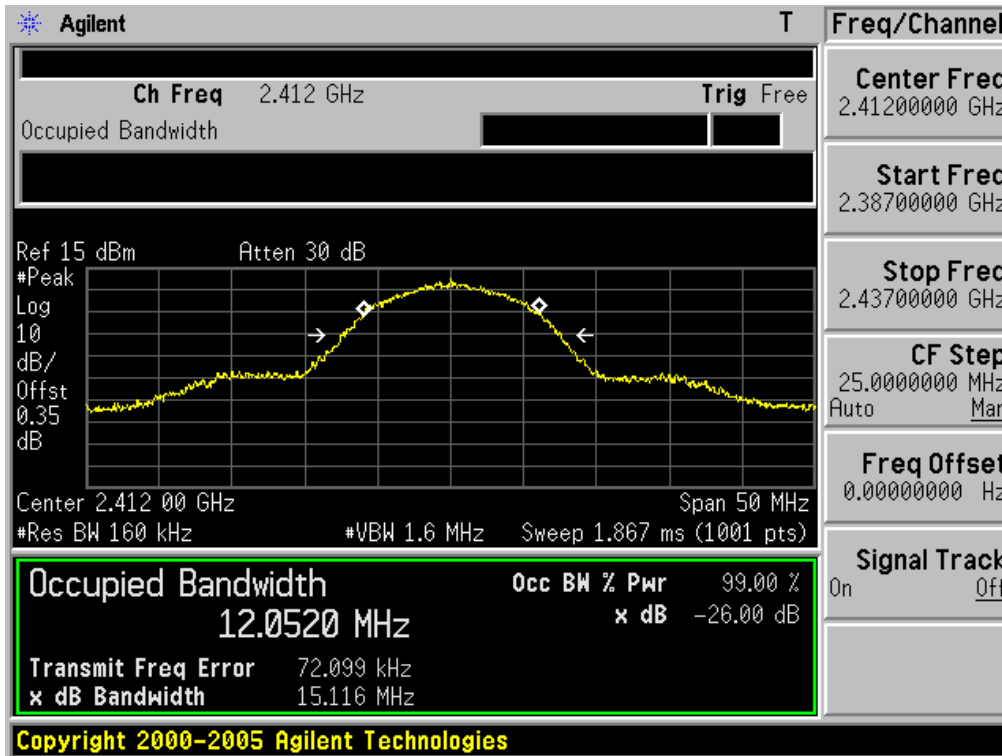 Agilent T
Ch Freq 2.412 GHz Trig Free
Occupied Bandwidth
Ref 15 dBm Atten 30 dB
#Peak
Log
10
dB/
Offst
0.35
dB
Center 2.412 00 GHz Span 50 MHz
#Res BW 160 kHz #VBW 1.6 MHz Sweep 1.867 ms (1001 pts)
Occupied Bandwidth
12.0520 MHz
Occ BW % Pwr 99.00 %
x dB -26.00 dB
Transmit Freq Error 72.099 kHz
x dB Bandwidth 15.116 MHz
Copyright 2000-2005 Agilent Technologies
Freq/Channel
Center Freq
2.41200000 GHz
Start Freq
2.38700000 GHz
Stop Freq
2.43700000 GHz
CF Step
25.0000000 MHz
Auto Man
Freq Offset
0.00000000 Hz
Signal Track
On Off